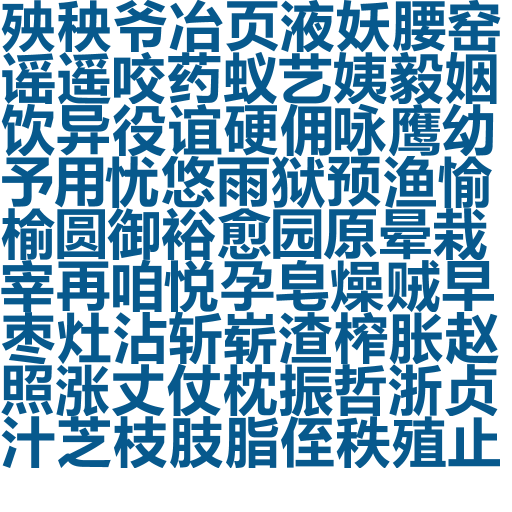 殃秧爷冶页液妖腰窑
谣遥咬药蚁艺姨毅姻
饮异役谊硬佣咏鹰幼
予用忧悠雨狱预渔愉
榆圆御裕愈园原晕栽
宰再咱悦孕皂燥贼早
枣灶沾斩崭渣榨胀赵
照涨丈仗枕振哲浙贞
汁芝枝肢脂侄秩殖止